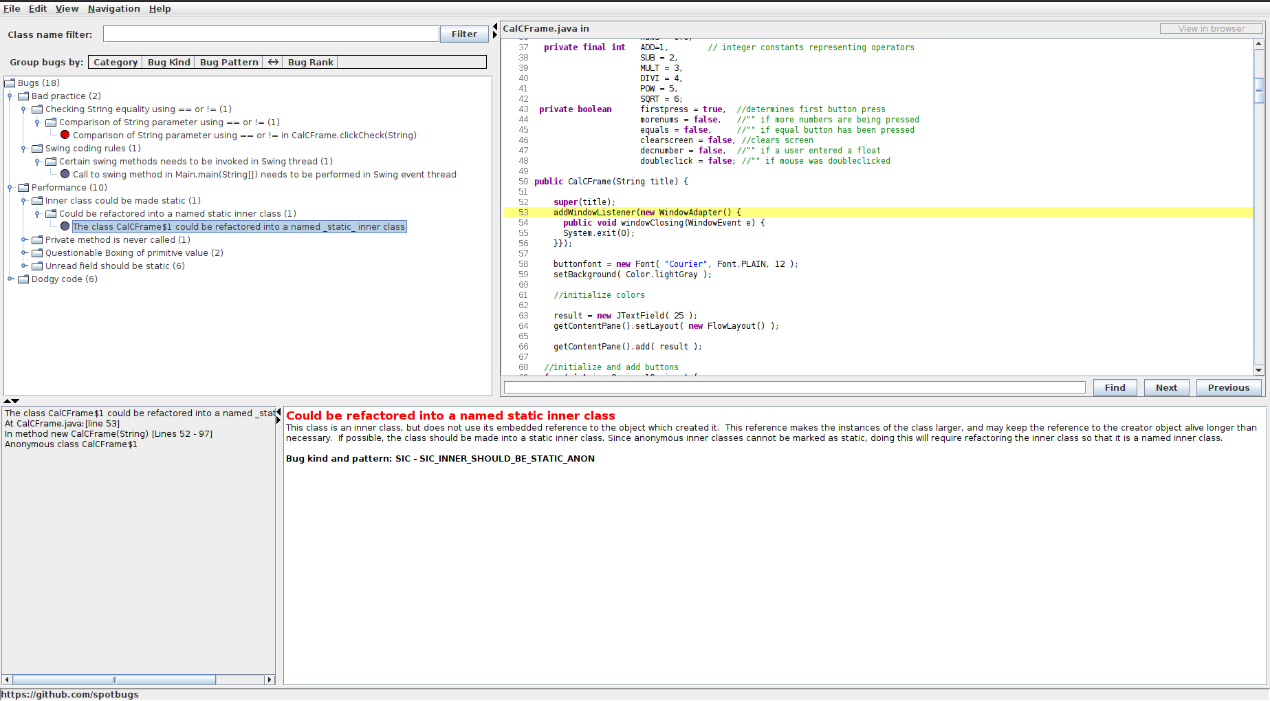 File Edit View Navigation Help
Class name filter: Filter
Group bugs by: Category Bug Kind Bug Pattern ↔ Bug Rank
Bugs (18)
Bad practice (2)
Checking String equality using == or != (1)
Comparison of String parameter using == or != (1)
Comparison of String parameter using == or != in CalCFrame.clickCheck(String)
Swing coding rules (1)
Certain swing methods needs to be invoked in Swing thread (1)
Call to swing method in Main.main(String[]) needs to be performed in Swing event thread
Performance (10)
Inner class could be made static (1)
Could be refactored into a named static inner class (1)
The class CalCFrame$1 could be refactored into a named _static_ inner class
Private method is never called (1)
Questionable Boxing of primitive value (2)
Unread field should be static (6)
Dodgy code (6)
CalCFrame.java in
View in browser
37 private final int ADD=1, // integer constants representing operators
38 SUB = 2,
39 MULT = 3,
40 DIVI = 4,
41 POW = 5,
42 SQRT = 6;
43 private boolean firstpress = true, //determines first button press
44 morenums = false, //"" if more numbers are being pressed
45 equals = false, //"" if equal button has been pressed
46 clearscreen = false, //clears screen
47 decnumber = false, //"" if a user entered a float
48 doubleclick = false; //"" if mouse was doubleclicked
49
50 public CalCFrame(String title) {
51
52 super(title);
53 addWindowListener(new WindowAdapter() {
54 public void windowClosing(WindowEvent e) {
55 System.exit(0);
56 }});
57
58 buttonfont = new Font( "Courier", Font.PLAIN, 12 );
59 setBackground( Color.lightGray );
60
61 //initialize colors
62
63 result = new JTextField( 25 );
64 getContentPane().setLayout( new FlowLayout() );
65
66 getContentPane().add( result );
67
68 //initialize and add buttons
Find Next Previous
The class CalCFrame$1 could be refactored into a named _stat
At CalCFrame.java:[line 53]
In method new CalCFrame(String) [Lines 52 - 97]
Anonymous class CalCFrame$1
Could be refactored into a named static inner class
This class is an inner class, but does not use its embedded reference to the object which created it. This reference makes the instances of the class larger, and may keep the reference to the creator object alive longer than
necessary. If possible, the class should be made into a static inner class. Since anonymous inner classes cannot be marked as static, doing this will require refactoring the inner class so that it is a named inner class.
Bug kind and pattern: SIC - SIC_INNER_SHOULD_BE_STATIC_ANON
https://github.com/spotbugs